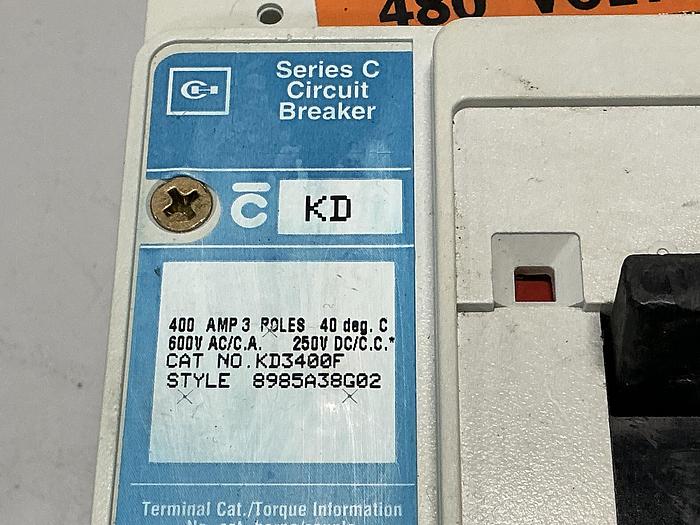 480 VOLT
Series C
Circuit
Breaker
C KD
400 AMP 3 POLES 40 deg. C
600V AC/C.A. 250V DC/C.C.*
CAT NO.KD3400F
STYLE 8985A38G02
Terminal Cat./Torque Information